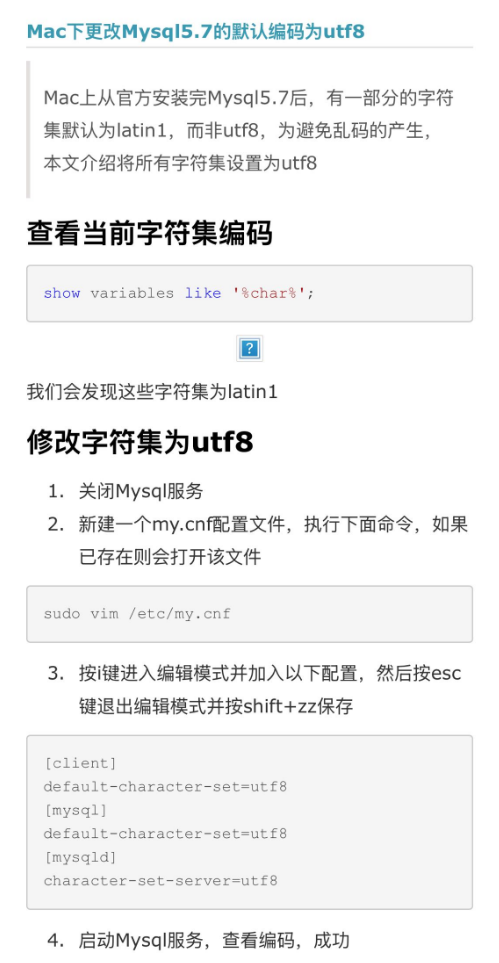 Mac下更改Mysql5.7的默认编码为utf8
Mac上从官方安装完Mysql5.7后，有一部分的字符
集默认为latin1，而非utf8，为避免乱码的产生，
本文介绍将所有字符集设置为utf8
查看当前字符集编码
show variables like '%char%';
?
我们会发现这些字符集为latin1
修改字符集为utf8
1. 关闭Mysql服务
2. 新建一个my.cnf配置文件，执行下面命令，如果
已存在则会打开该文件
sudo vim /etc/my.cnf
3. 按i键进入编辑模式并加入以下配置，然后按esc
键退出编辑模式并按shift+zz保存
[client]
default-character-set=utf8
[mysql]
default-character-set=utf8
[mysqld]
character-set-server=utf8
4. 启动Mysql服务，查看编码，成功